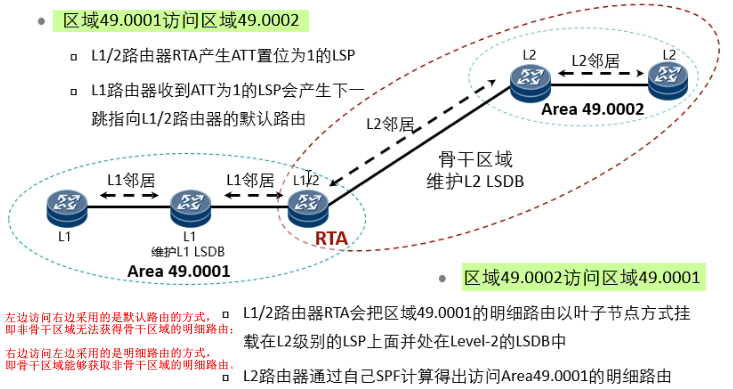 区域49.0001访问区域49.0002
L1/2路由器RTA产生ATT置位为1的LSP
L1路由器收到ATT为1的LSP会产生下一
跳指向L1/2路由器的默认路由
L2
L2邻居
L2
Area 49.0002
L2邻居
骨干区域
维护L2 LSDB
L1邻居
L1邻居
L1/2
L1
L1
维护L1 LSDB
RTA
Area 49.0001
区域49.0002访问区域49.0001
左边访问右边采用的是默认路由的方式,
即非骨干区域无法获得骨干区域的明细路由;
右边访问左边采用的是明细路由的方式,
即骨干区域能够获取非骨干区域的明细路由。
L1/2路由器RTA会把区域49.0001的明细路由以叶子节点方式挂
载在L2级别的LSP上面并处在Level-2的LSDB中
L2路由器通过自己SPF计算得出访问Area49.0001的明细路由